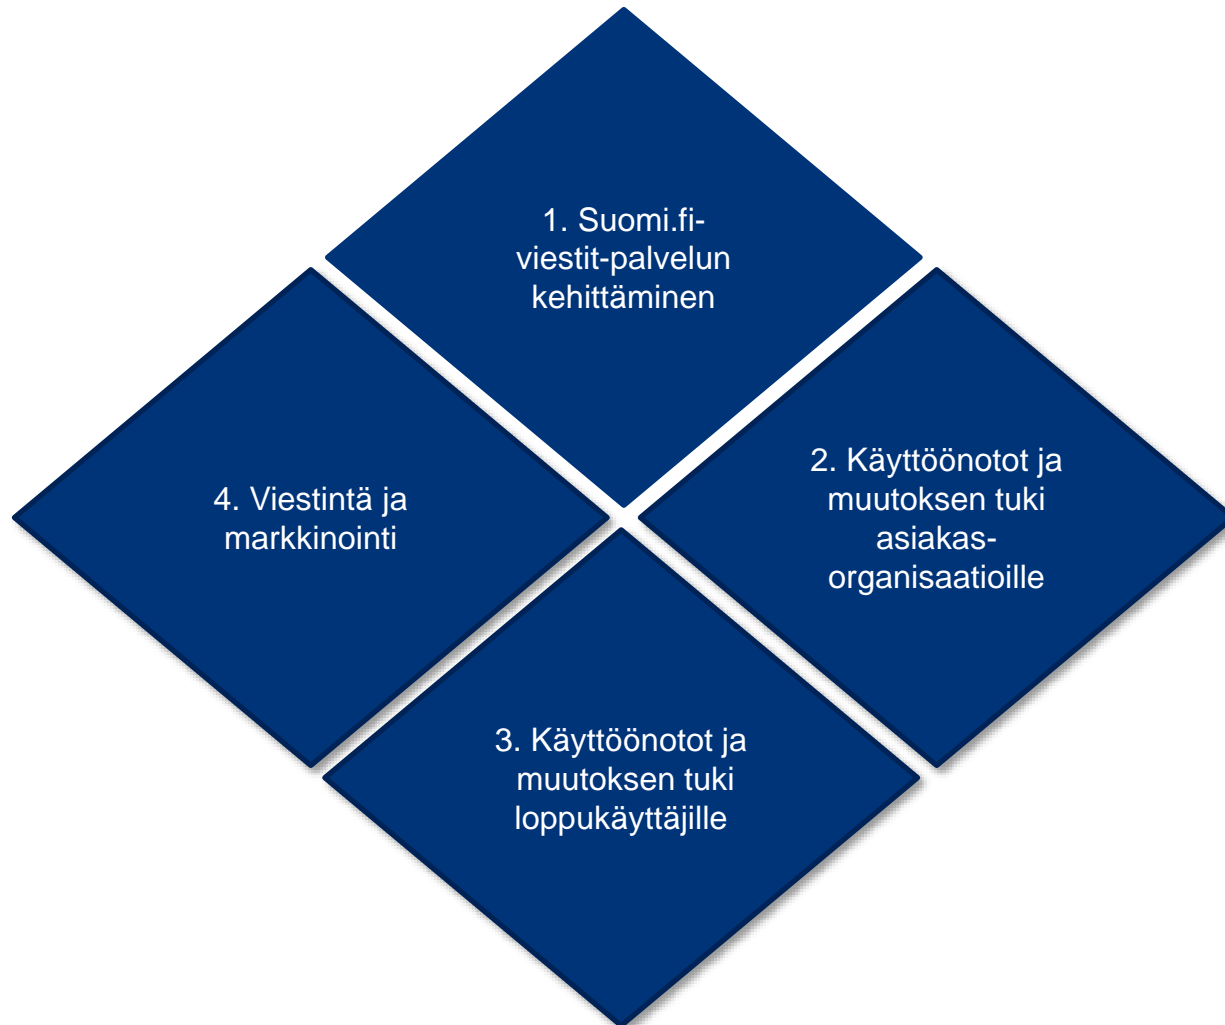 1. Suomi.fi-
viestit-palvelun
kehittäminen
2. Käyttöönotot ja
muutoksen tuki
asiakas-
organisaatioille
3. Käyttöönotot ja
muutoksen tuki
loppukäyttäjille
4. Viestintä ja
markkinointi